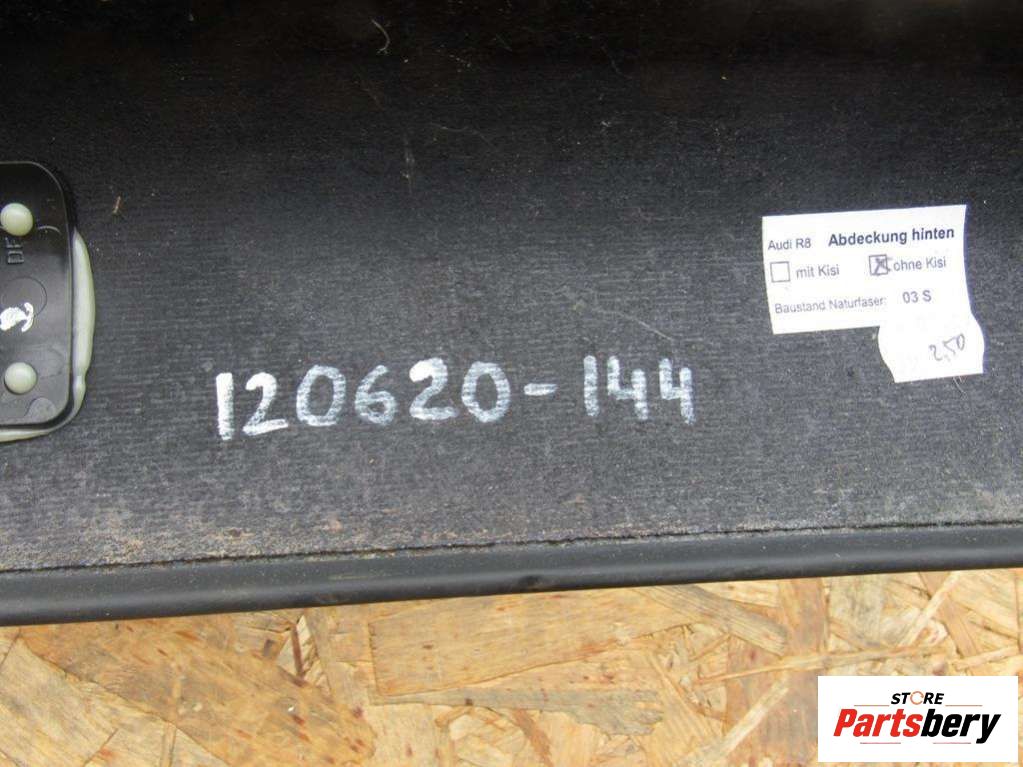 Audi R8 Abdeckung hinten
mit Kisi ohne Kisi
Baustand Naturfaser: 03 S
2,50
120620-144
STORE
Partsbery